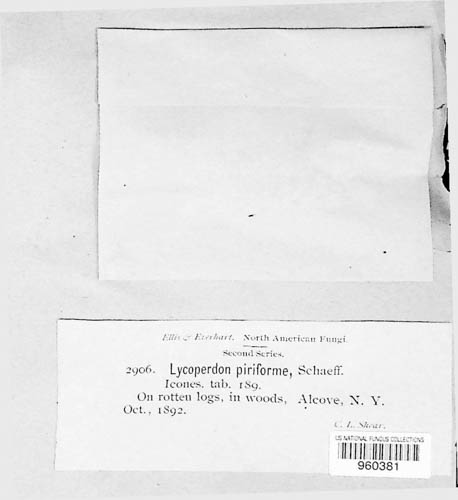 Ellis & Everhart. North American Fungi.
Second Series.
2906. Lycoperdon piriforme, Schaeff.
Icones. tab. 189.
On rotten logs, in woods, Alcove, N. Y.
Oct., 1892.
C. L. Shear.
US NATIONAL FUNGUS COLLECTIONS
960381